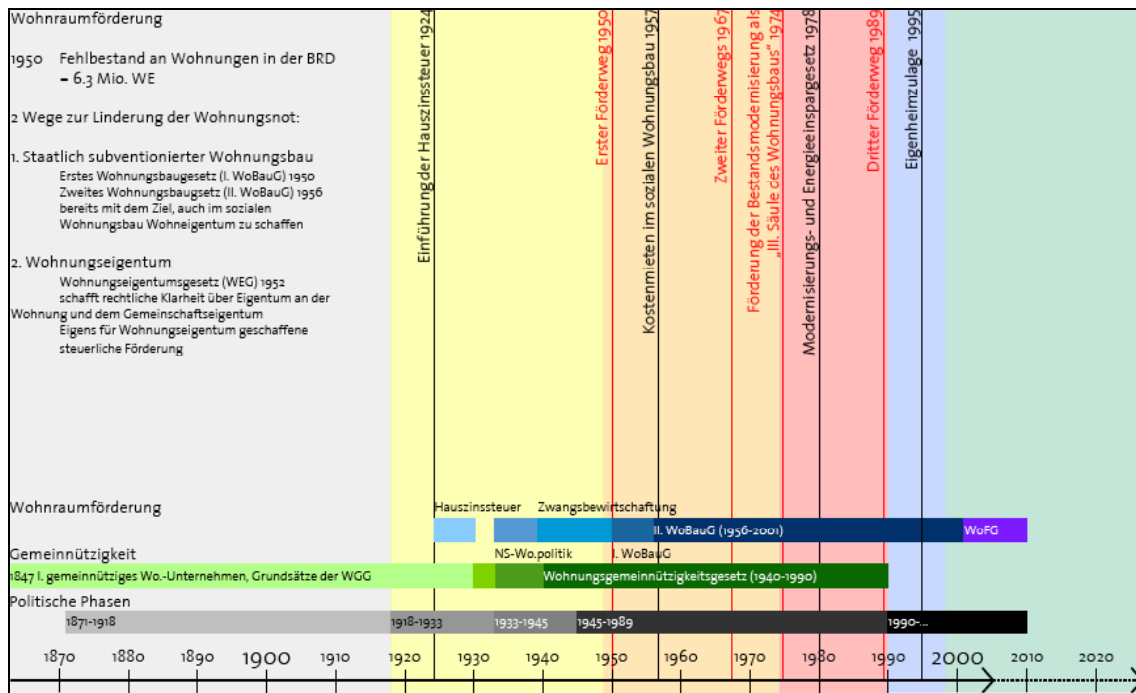 Wohnraumförderung
1950 Fehlbestand an Wohnungen in der BRD
– 6.3 Mio. WE
2 Wege zur Linderung der Wohnungsnot:
1. Staatlich subventionierter Wohnungsbau
Erstes Wohnungsbaugesetz (I. WoBauG) 1950
Zweites Wohnungsbaugsetz (II. WoBauG) 1956
bereits mit dem Ziel, auch im sozialen
Wohnungsbau Wohneigentum zu schaffen
2. Wohnungseigentum
Wohnungseigentumsgesetz (WEG) 1952
schafft rechtliche Klarheit über Eigentum an der
Wohnung und dem Gemeinschaftseigentum
Eigens für Wohnungseigentum geschaffene
steuerliche Förderung
Einführung der Hauszinssteuer 1924
Erster Förderweg 1950
Kostenmieten im sozialen Wohnungsbau 1957
Zweiter Förderwegs 1967
Förderung der Bestandsmodernisierung als
„III. Säule des Wohnungsbaus" 1974
Modernisierungs- und Energieeinspargesetz 1978
Dritter Förderweg 1989
Eigenheimzulage 1995
Wohnraumförderung
Hauszinssteuer
Zwangsbewirtschaftung
II. WoBauG (1956-2001)
WoFG
Gemeinnützigkeit
NS-Wo.politik
I. WoBauG
1847 I. gemeinnütziges Wo.-Unternehmen, Grundsätze der WGG
Wohnungsgemeinnützigkeitsgesetz (1940-1990)
Politische Phasen
1871-1918
1918-1933
1933-1945
1945-1989
1990-...
1870 1880 1890 1900 1910 1920 1930 1940 1950 1960 1970 1980 1990 2000 2010 2020